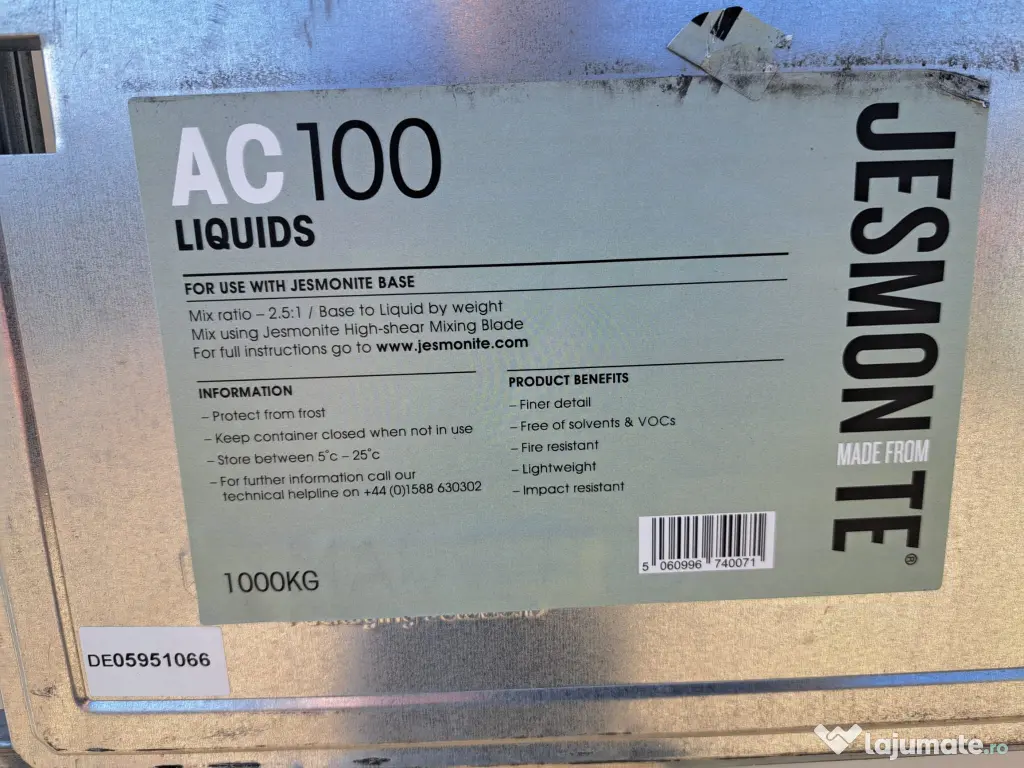 AC100
LIQUIDS
FOR USE WITH JESMONITE BASE
Mix ratio – 2.5:1 / Base to Liquid by weight
Mix using Jesmonite High-shear Mixing Blade
For full instructions go to www.jesmonite.com
INFORMATION
– Protect from frost
– Keep container closed when not in use
– Store between 5°c – 25°c
– For further information call our
technical helpline on +44 (0)1588 630302
PRODUCT BENEFITS
– Finer detail
– Free of solvents & VOCs
– Fire resistant
– Lightweight
– Impact resistant
1000KG
5 060996 740071
JESMONITE®
MADE FROM
DE05951066
lajumate.ro